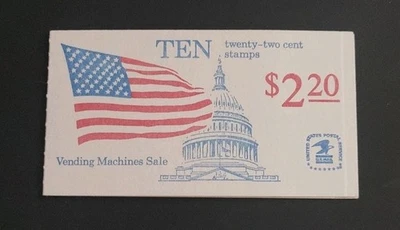 TEN twenty-two cent
stamps
$2.20
Vending Machines Sale
UNITED STATES POSTAL SERVICE